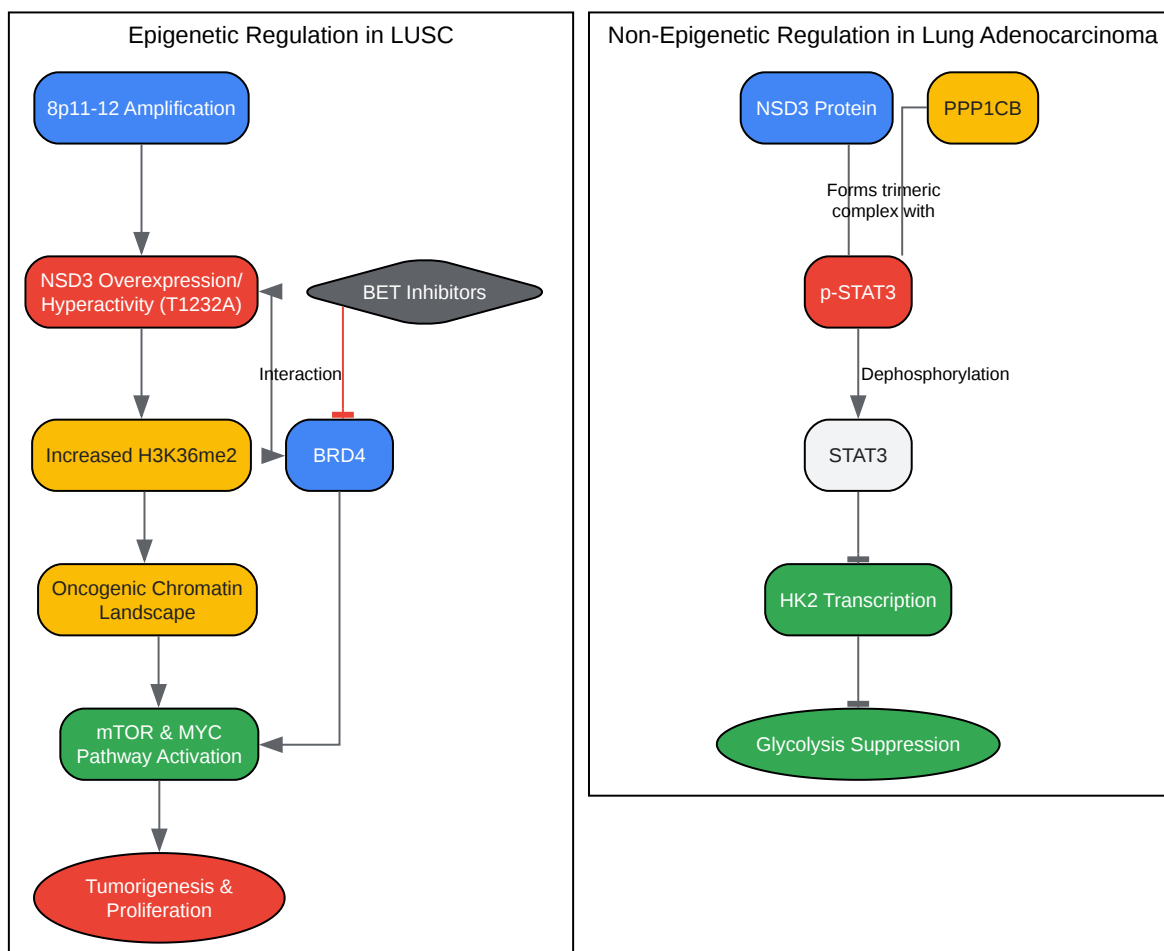 Epigenetic Regulation in LUSC
8p11-12 Amplification
NSD3 Overexpression/
Hyperactivity (T1232A)
BET Inhibitors
Interaction
Increased H3K36me2
BRD4
Oncogenic Chromatin
Landscape
mTOR & MYC
Pathway Activation
Tumorigenesis &
Proliferation
Non-Epigenetic Regulation in Lung Adenocarcinoma
NSD3 Protein
PPP1CB
Forms trimeric
complex with
p-STAT3
Dephosphorylation
STAT3
HK2 Transcription
Glycolysis Suppression